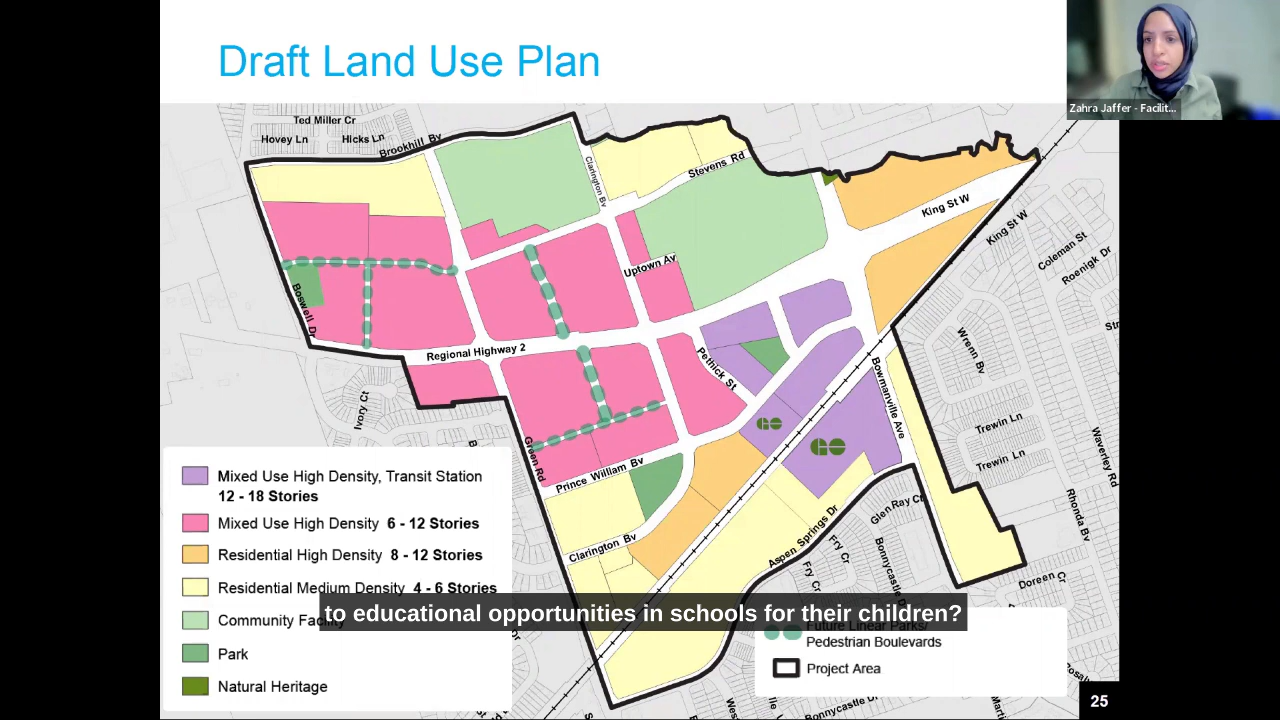 Draft Land Use Plan
Zahra Jaffer - Facilit...
Ted Miller Cr
Hovey Ln
Hicks Ln
Brookhill Bv
Clarington Bv
Stevens Rd
King St W
King St W
Coleman St
Roenigk Dr
Uptown Av
Boswell Dr
Regional Highway 2
Petrick St
Bowmanville Ave
Wrenn Bv
Ivory Ct
Green Rd
Prince William Bv
Trewin Ln
Trewin Ln
Waverley Rd
Rhonda Bv
Clarington Bv
Aspen Springs Dr
Glen Ray Ct
Fry Cr
Fry Cr
Bonnycastle D
Doreen Cr
GO
GO
Mixed Use High Density, Transit Station
12 - 18 Stories
Mixed Use High Density 6 - 12 Stories
Residential High Density 8 - 12 Stories
Residential Medium Density 4 - 6 Stories
Community Facility
Park
Natural Heritage
to educational opportunities in schools for their children?
Future Linear Parks/
Pedestrian Boulevards
Project Area
Bonnycastle Dr
25